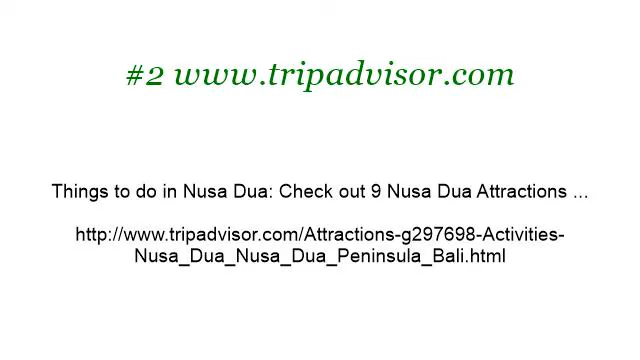 #2 www.tripadvisor.com
Things to do in Nusa Dua: Check out 9 Nusa Dua Attractions ...
http://www.tripadvisor.com/Attractions-g297698-Activities-
Nusa_Dua_Nusa_Dua_Peninsula_Bali.html